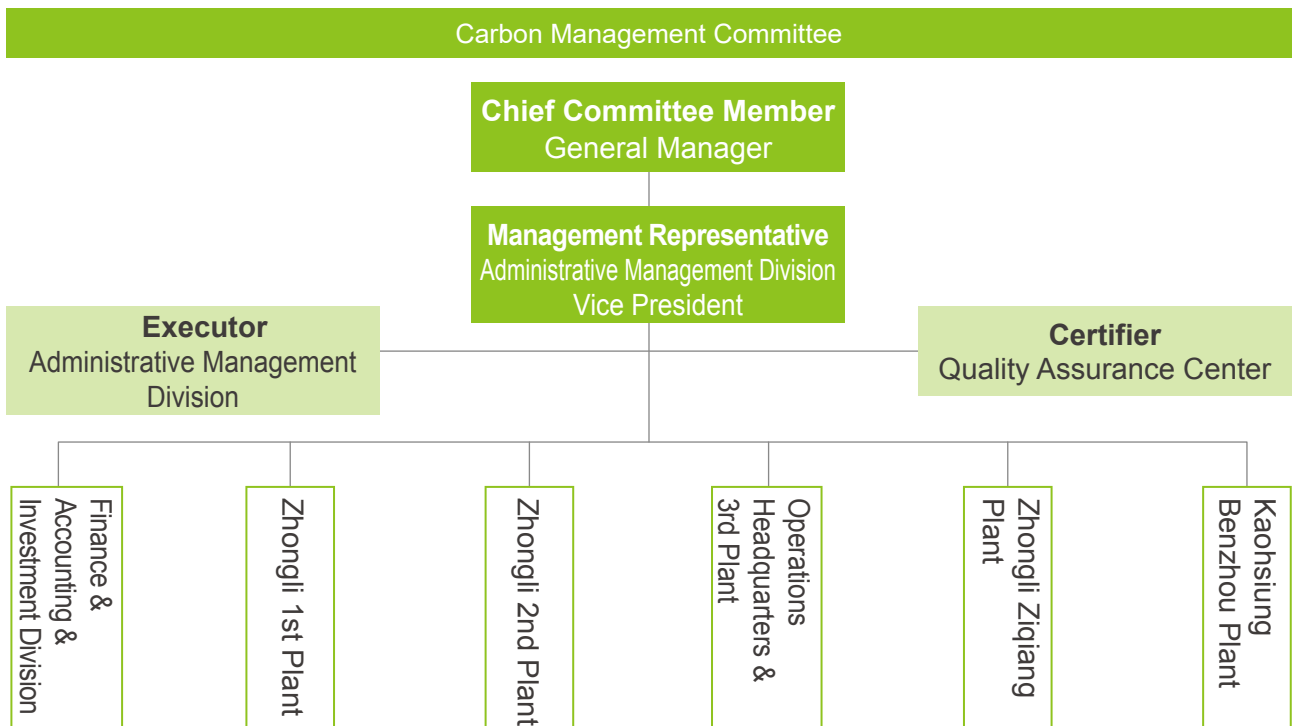 Carbon Management Committee
Chief Committee Member
General Manager
Management Representative
Administrative Management Division
Vice President
Executor
Administrative Management
Division
Certifier
Quality Assurance Center
Finance &
Accounting &
Investment Division
Zhongli 1st Plant
Zhongli 2nd Plant
Operations
Headquarters &
3rd Plant
Zhongli Ziqiang
Plant
Kaohsiung
Benzhou Plant